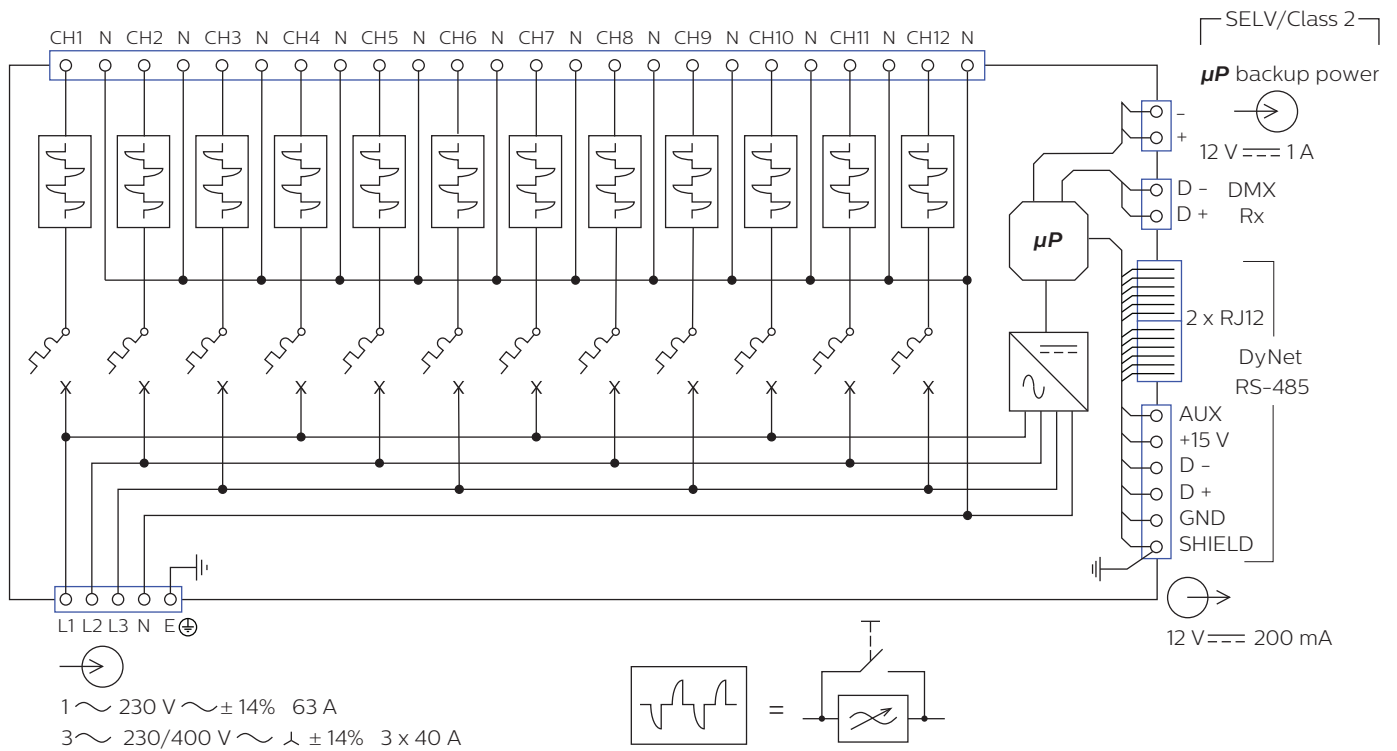 SELV/Class 2
CH1 N CH2 N CH3 N CH4 N CH5 N CH6 N CH7 N CH8 N CH9 N CH10 N CH11 N CH12 N
µP backup power
-
+
12 V 1 A
D - DMX
D + Rx
µP
2 x RJ12
DyNet
RS-485
AUX
+15 V
D -
D +
GND
SHIELD
L1 L2 L3 N E
12 V 200 mA
1 ~ 230 V ~ ± 14% 63 A
=
3 ~ 230/400 V ~ ± 14% 3 x 40 A